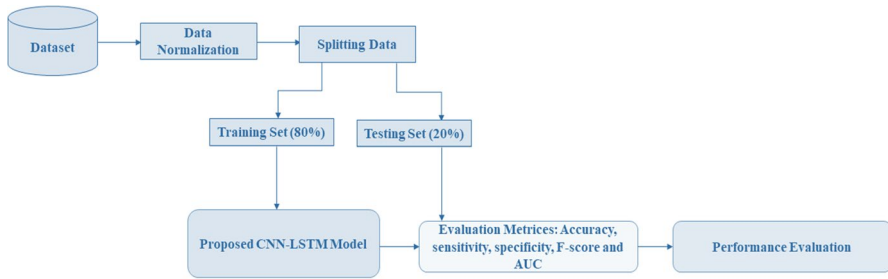 Dataset
Data
Normalization
Splitting Data
Training Set (80%)
Testing Set (20%)
Proposed CNN-LSTM Model
Evaluation Metrices: Accuracy,
sensitivity, specificity, F-score and
AUC
Performance Evaluation